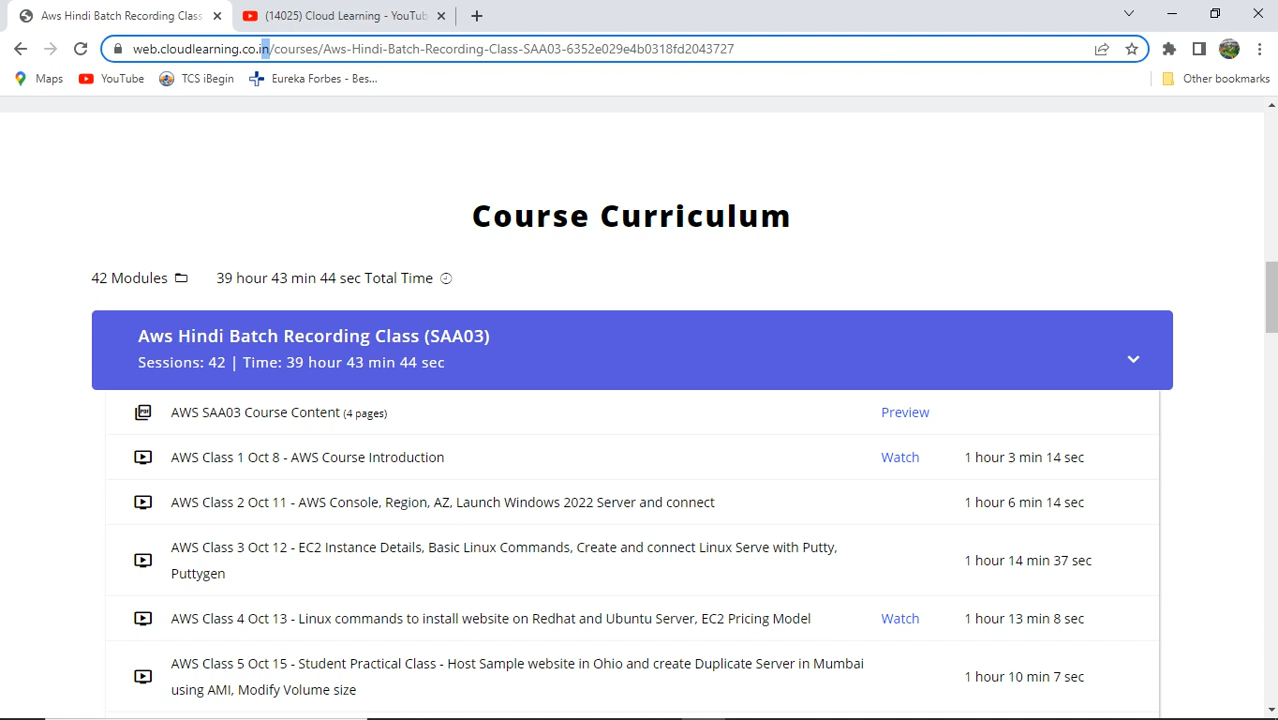 Aws Hindi Batch Recording Class
(14025) Cloud Learning - YouTub
web.cloudlearning.co.in/courses/Aws-Hindi-Batch-Recording-Class-SAA03-6352e029e4b0318fd2043727
Maps YouTube TCS iBegin Eureka Forbes - Bes... Other bookmarks
Course Curriculum
42 Modules 39 hour 43 min 44 sec Total Time
Aws Hindi Batch Recording Class (SAA03)
Sessions: 42 | Time: 39 hour 43 min 44 sec
AWS SAA03 Course Content (4 pages) Preview
AWS Class 1 Oct 8 - AWS Course Introduction Watch 1 hour 3 min 14 sec
AWS Class 2 Oct 11 - AWS Console, Region, AZ, Launch Windows 2022 Server and connect 1 hour 6 min 14 sec
AWS Class 3 Oct 12 - EC2 Instance Details, Basic Linux Commands, Create and connect Linux Serve with Putty,
Puttygen 1 hour 14 min 37 sec
AWS Class 4 Oct 13 - Linux commands to install website on Redhat and Ubuntu Server, EC2 Pricing Model Watch 1 hour 13 min 8 sec
AWS Class 5 Oct 15 - Student Practical Class - Host Sample website in Ohio and create Duplicate Server in Mumbai
using AMI, Modify Volume size 1 hour 10 min 7 sec